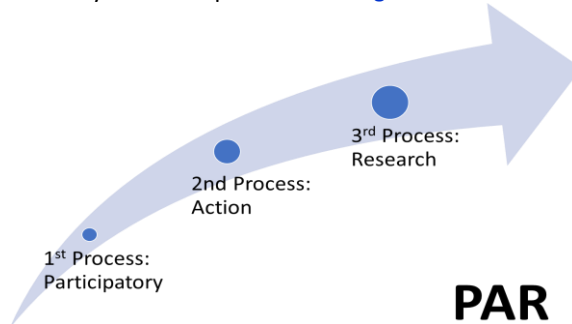 3rd Process:
Research
2nd Process:
Action
1st Process:
Participatory
PAR